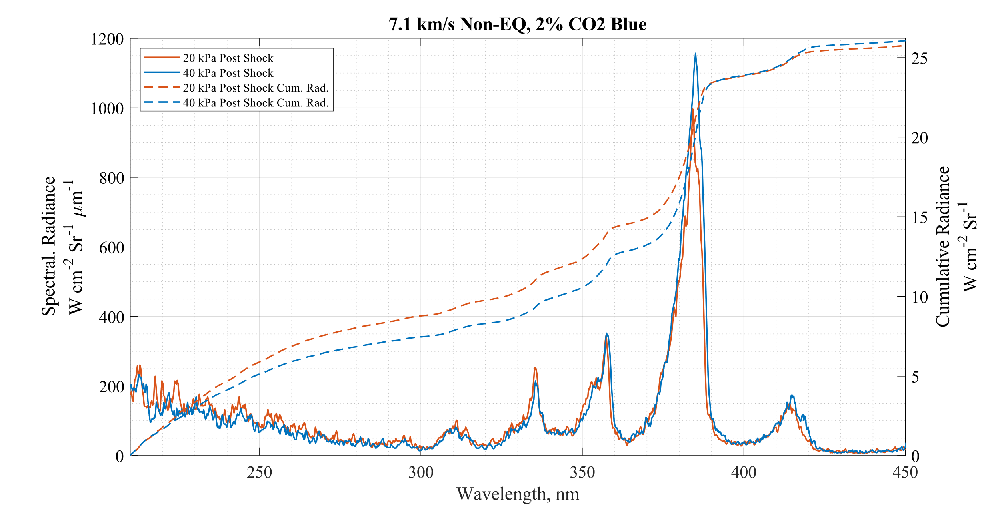 7.1 km/s Non-EQ, 2% CO2 Blue
20 kPa Post Shock
40 kPa Post Shock
20 kPa Post Shock Cum. Rad.
40 kPa Post Shock Cum. Rad.
Spectral. Radiance
W cm-2 Sr-1 μm-1
1200
1000
800
600
400
200
0
25
20
15
10
5
0
Cumulative Radiance
W cm-2 Sr-1
250 300 350 400 450
Wavelength, nm